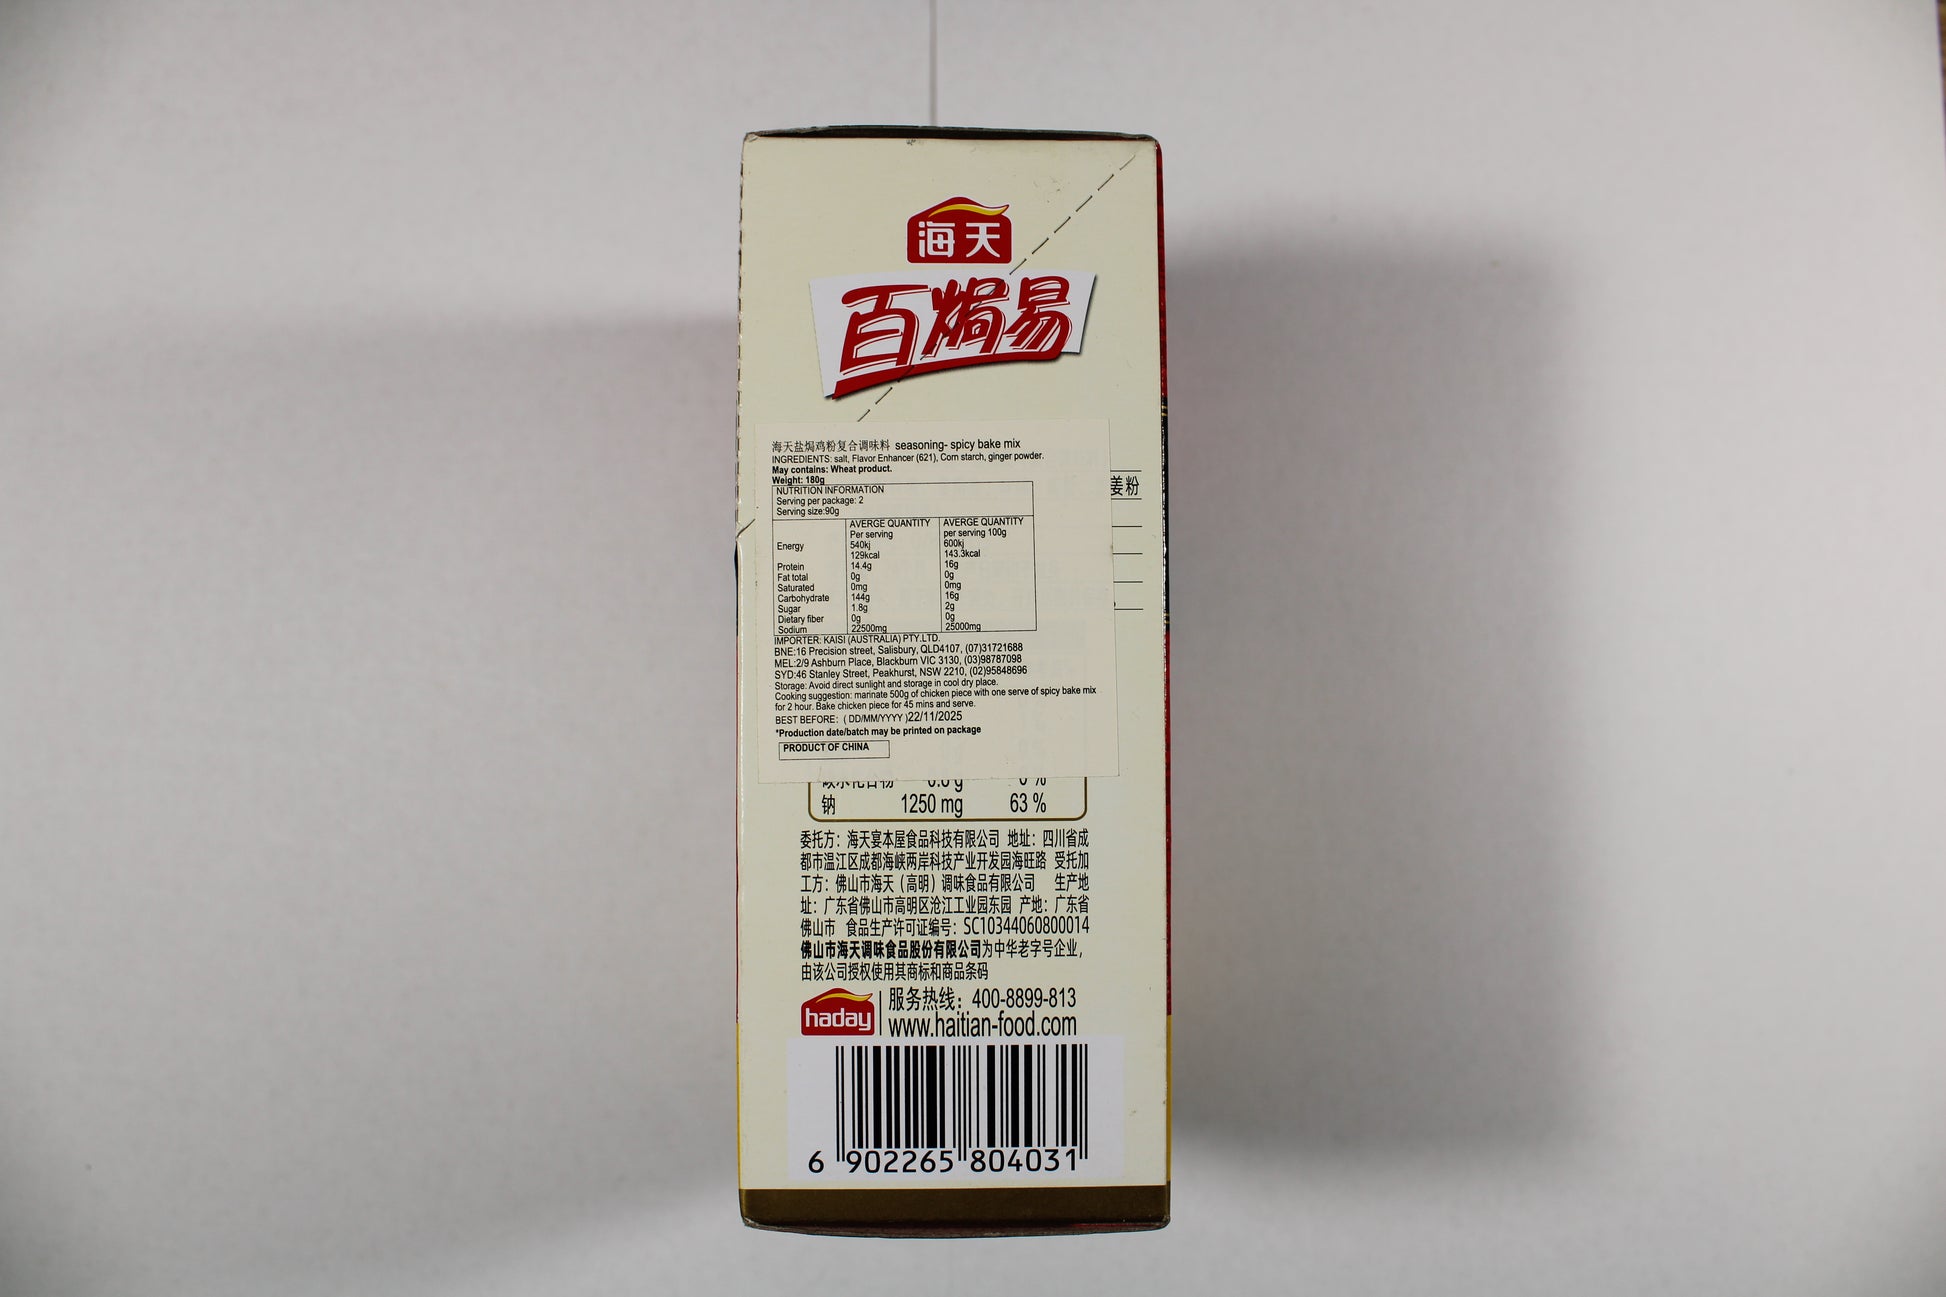 海天
百焗易
海天盐焗鸡粉复合调味料 seasoning- spicy bake mix
INGREDIENTS: salt, Flavor Enhancer (621), Corn starch, ginger powder.
May contains: Wheat product.
Weight: 180g
NUTRITION INFORMATION
Serving per package: 2
Serving size:90g
AVERGE QUANTITY AVERGE QUANTITY
Per serving per serving 100g
Energy 540kj 600kj
129kcal 143.3kcal
Protein 14.4g 16g
Fat total 0g 0g
Saturated 0mg 0mg
Carbohydrate 144g 16g
Sugar 1.8g 2g
Dietary fiber 0g 0g
Sodium 22500mg 25000mg
IMPORTER: KAISI (AUSTRALIA) PTY.LTD.
BNE:16 Precision street, Salisbury, QLD4107, (07)31721688
MEL:2/9 Ashburn Place, Blackburn VIC 3130, (03)98787098
SYD:46 Stanley Street, Peakhurst, NSW 2210, (02)95848696
Storage: Avoid direct sunlight and storage in cool dry place.
Cooking suggestion: marinate 500g of chicken piece with one serve of spicy bake mix
for 2 hour. Bake chicken piece for 45 mins and serve.
BEST BEFORE: ( DD/MM/YYYY )22/11/2025
*Production date/batch may be printed on package
PRODUCT OF CHINA
姜粉
钠 1250 mg 63 %
委托方：海天宴本屋食品科技有限公司 地址：四川省成
都市温江区成都海峡两岸科技产业开发园海旺路 受托加
工方：佛山市海天（高明）调味食品有限公司 生产地
址：广东省佛山市高明区沧江工业园东园 产地：广东省
佛山市 食品生产许可证编号：SC10344060800014
佛山市海天调味食品股份有限公司为中华老字号企业，
由该公司授权使用其商标和商品条码
haday
服务热线：400-8899-813
www.haitian-food.com
6 902265 804031